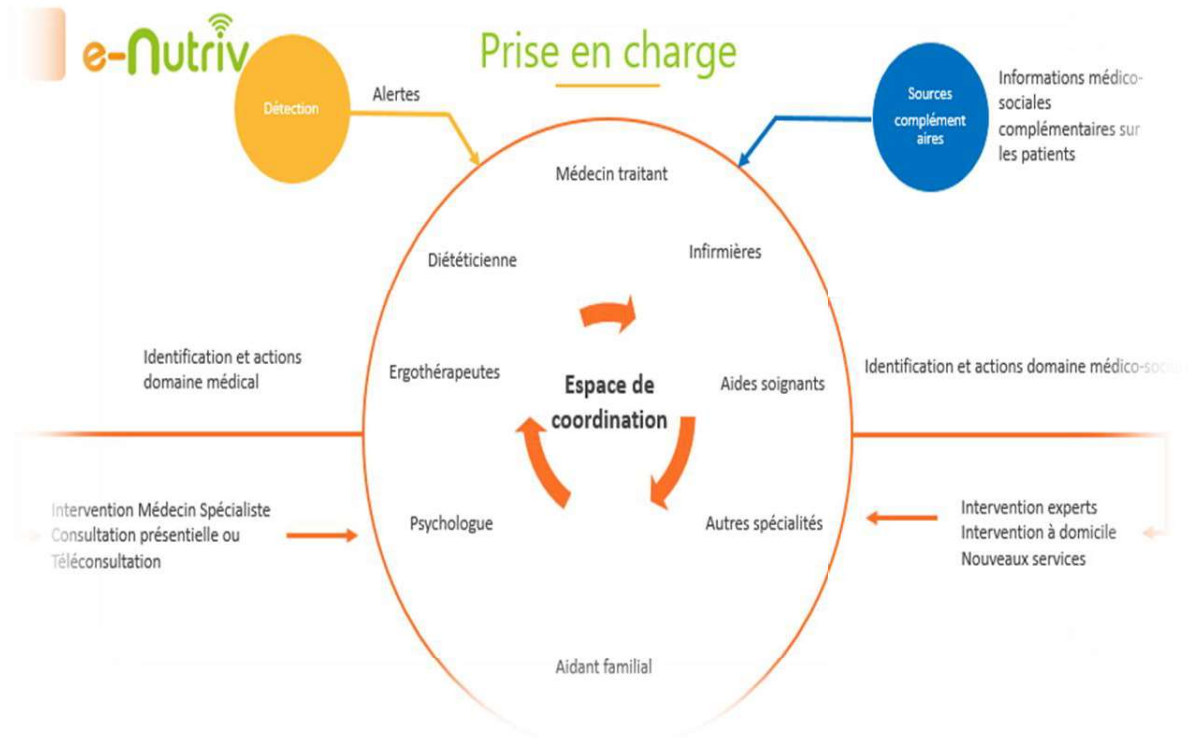 e-Nutriv
Prise en charge
Détection
Alertes
Sources
complément
aires
Informations médico-
sociales
complémentaires sur
les patients
Médecin traitant
Diététicienne
Infirmières
Identification et actions
domaine médical
Ergothérapeutes
Espace de
coordination
Aides soignants
Identification et actions domaine médico-social
Intervention Médecin Spécialiste
Consultation présentielle ou
Téléconsultation
Psychologue
Autres spécialités
Intervention experts
Intervention à domicile
Nouveaux services
Aidant familial